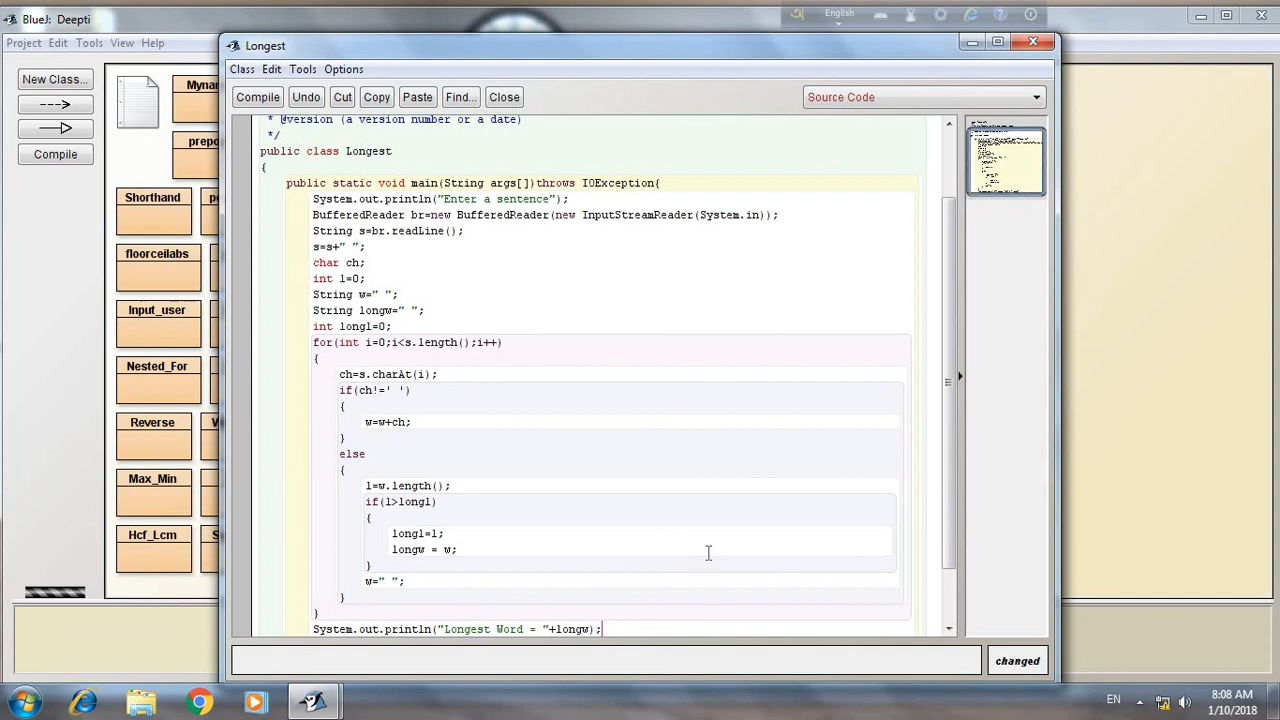 BlueJ: Deepti
English
Project Edit Tools View Help
New Class...
Compile
Shorthand
floorceilabs
Input_user
Nested_For
Reverse
Max_Min
Hcf_Lcm
Longest
Class Edit Tools Options
Compile Undo Cut Copy Paste Find... Close Source Code
* @version (a version number or a date)
*/
public class Longest
{
public static void main(String args[])throws IOException{
System.out.println("Enter a sentence");
BufferedReader br=new BufferedReader(new InputStreamReader(System.in));
String s=br.readLine();
s=s+" ";
char ch;
int l=0;
String w=" ";
String longw=" ";
int longl=0;
for(int i=0;i<s.length();i++)
{
ch=s.charAt(i);
if(ch!=' ')
{
w=w+ch;
}
else
{
l=w.length();
if(l>longl)
{
longl=l;
longw = w;
}
w=" ";
}
}
System.out.println("Longest Word = "+longw);
changed
EN
8:08 AM
1/10/2018